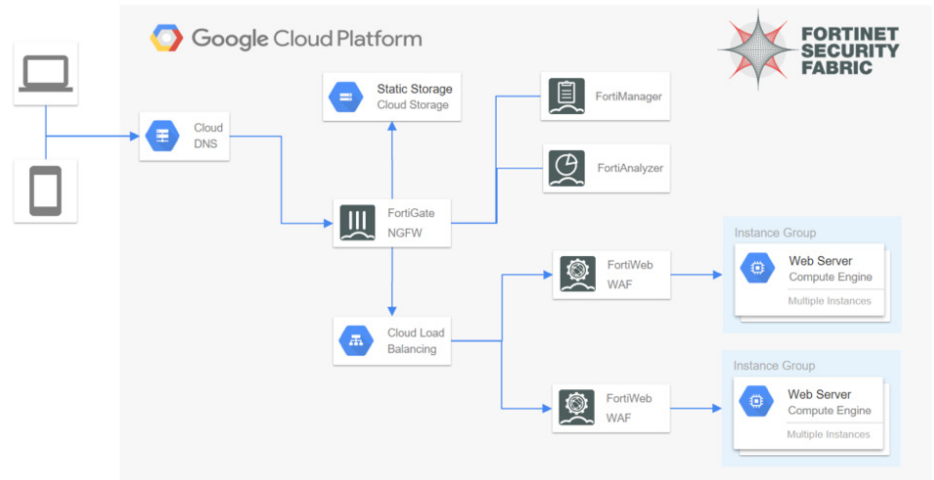 Google Cloud Platform
FORTINET
SECURITY
FABRIC
Static Storage
Cloud Storage
FortiManager
Cloud
DNS
FortiAnalyzer
FortiGate
NGFW
Instance Group
FortiWeb
WAF
Web Server
Compute Engine
Multiple Instances
Cloud Load
Balancing
Instance Group
FortiWeb
WAF
Web Server
Compute Engine
Multiple Instances